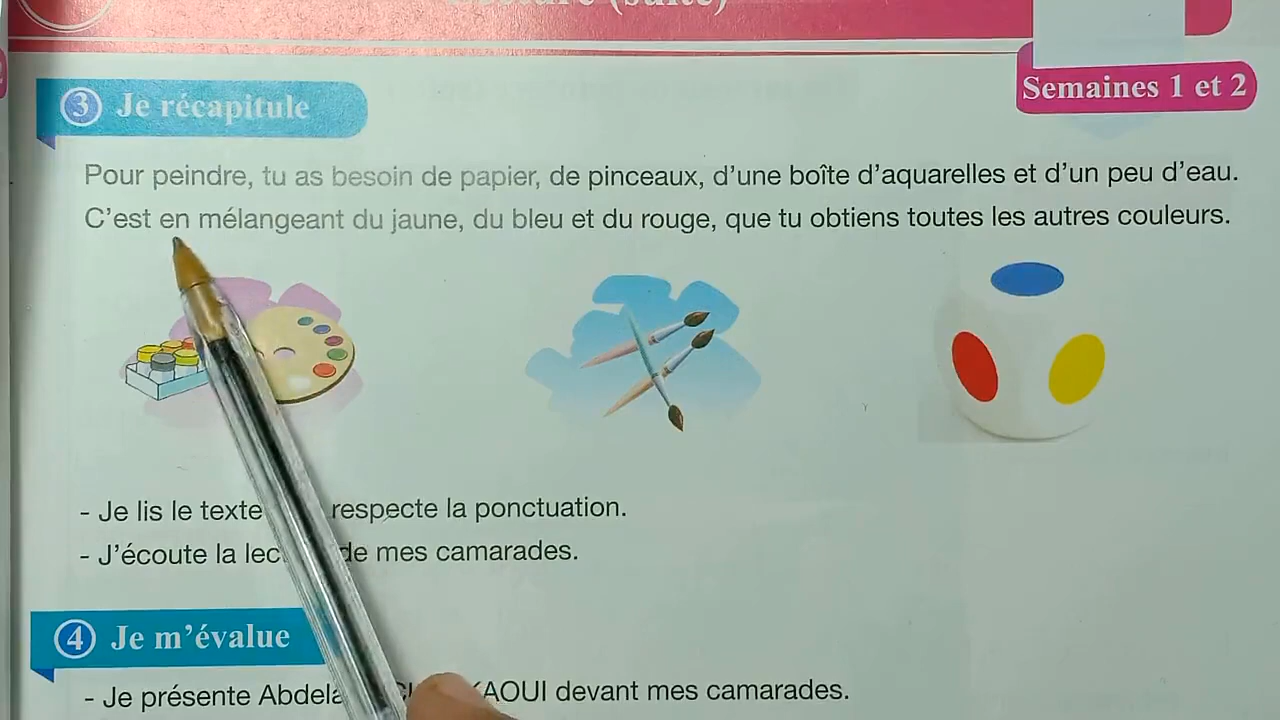 Semaines 1 et 2
3 Je récapitule
Pour peindre, tu as besoin de papier, de pinceaux, d'une boîte d'aquarelles et d'un peu d'eau.
C'est en mélangeant du jaune, du bleu et du rouge, que tu obtiens toutes les autres couleurs.
- Je lis le texte respecte la ponctuation.
- J'écoute la de mes camarades.
4 Je m'évalue
- Je présente devant mes camarades.